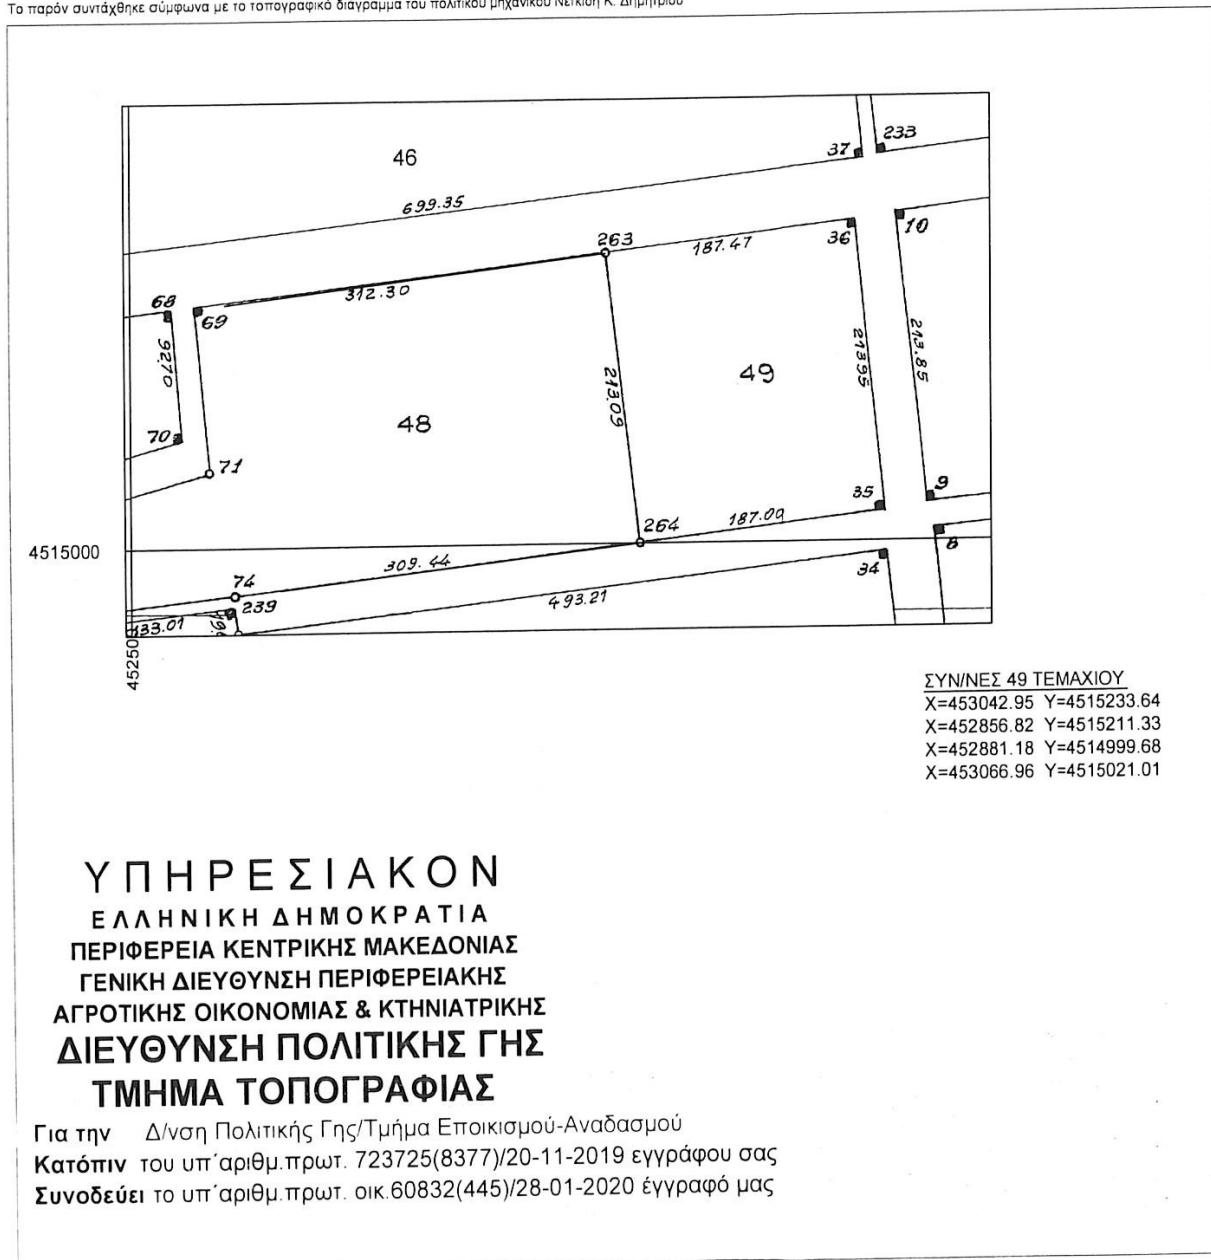 Το παρόν συντάχθηκε σύμφωνα με το τοπογραφικό διάγραμμα του πολιτικού μηχανικού Κ. Δημητρίου
46
37
233
699.35
263
36
10
187.47
68
69
312.30
92.70
213.09
213.95
213.85
49
48
70
71
35
9
264
187.09
8
4515000
309.44
34
74
239
493.21
133.01
45250
ΣΥΝ/ΝΕΣ 49 ΤΕΜΑΧΙΟΥ
X=453042.95 Y=4515233.64
X=452856.82 Y=4515211.33
X=452881.18 Y=4514999.68
X=453066.96 Y=4515021.01
ΥΠΗΡΕΣΙΑΚΟΝ
ΕΛΛΗΝΙΚΗ ΔΗΜΟΚΡΑΤΙΑ
ΠΕΡΙΦΕΡΕΙΑ ΚΕΝΤΡΙΚΗΣ ΜΑΚΕΔΟΝΙΑΣ
ΓΕΝΙΚΗ ΔΙΕΥΘΥΝΣΗ ΠΕΡΙΦΕΡΕΙΑΚΗΣ
ΑΓΡΟΤΙΚΗΣ ΟΙΚΟΝΟΜΙΑΣ & ΚΤΗΝΙΑΤΡΙΚΗΣ
ΔΙΕΥΘΥΝΣΗ ΠΟΛΙΤΙΚΗΣ ΓΗΣ
ΤΜΗΜΑ ΤΟΠΟΓΡΑΦΙΑΣ
Για την Δ/νση Πολιτικής Γης/Τμήμα Εποικισμού-Αναδασμού
Κατόπιν του υπ΄αριθμ.πρωτ. 723725(8377)/20-11-2019 εγγράφου σας
Συνοδεύει το υπ΄αριθμ.πρωτ. οικ.60832(445)/28-01-2020 έγγραφό μας